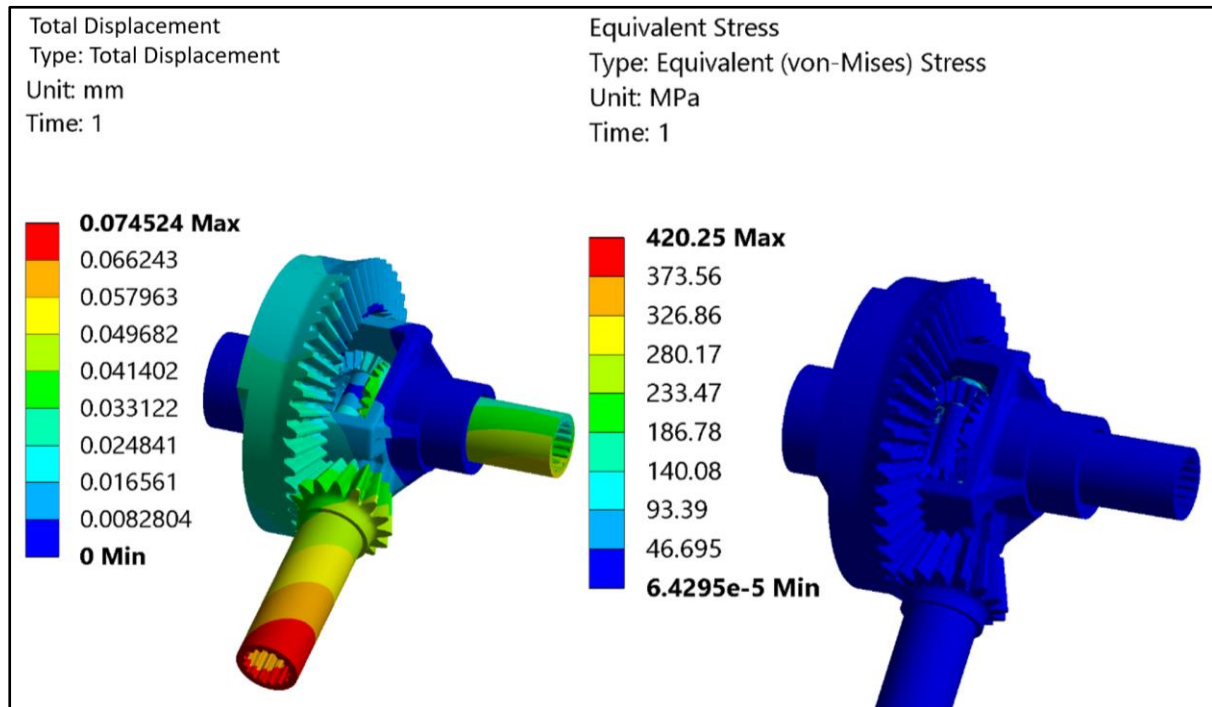 Total Displacement
Type: Total Displacement
Unit: mm
Time: 1
0.074524 Max
0.066243
0.057963
0.049682
0.041402
0.033122
0.024841
0.016561
0.0082804
0 Min
Equivalent Stress
Type: Equivalent (von-Mises) Stress
Unit: MPa
Time: 1
420.25 Max
373.56
326.86
280.17
233.47
186.78
140.08
93.39
46.695
6.4295e-5 Min